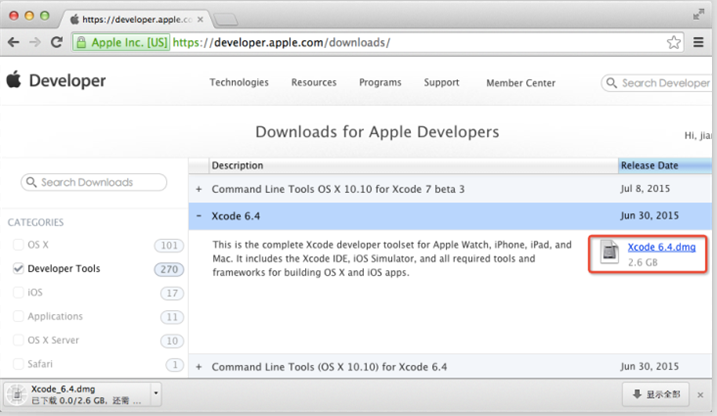 https://developer.apple.co
Apple Inc. [US] https://developer.apple.com/downloads/
Developer
Technologies Resources Programs Support Member Center Search Developer
Downloads for Apple Developers
Hi, jia
Description Release Date
Search Downloads
+ Command Line Tools OS X 10.10 for Xcode 7 beta 3 Jul 8, 2015
- Xcode 6.4 Jun 30, 2015
CATEGORIES
OS X 101
Developer Tools 270
iOS 17
Applications 11
OS X Server 10
Safari 1
This is the complete Xcode developer toolset for Apple Watch, iPhone, iPad, and
Mac. It includes the Xcode IDE, iOS Simulator, and all required tools and
frameworks for building OS X and iOS apps.
Xcode 6.4.dmg
2.6 GB
+ Command Line Tools (OS X 10.10) for Xcode 6.4 Jun 30, 2015
Xcode_6.4.dmg
已下载 0.0/2.6 GB, 还需 ...
显示全部